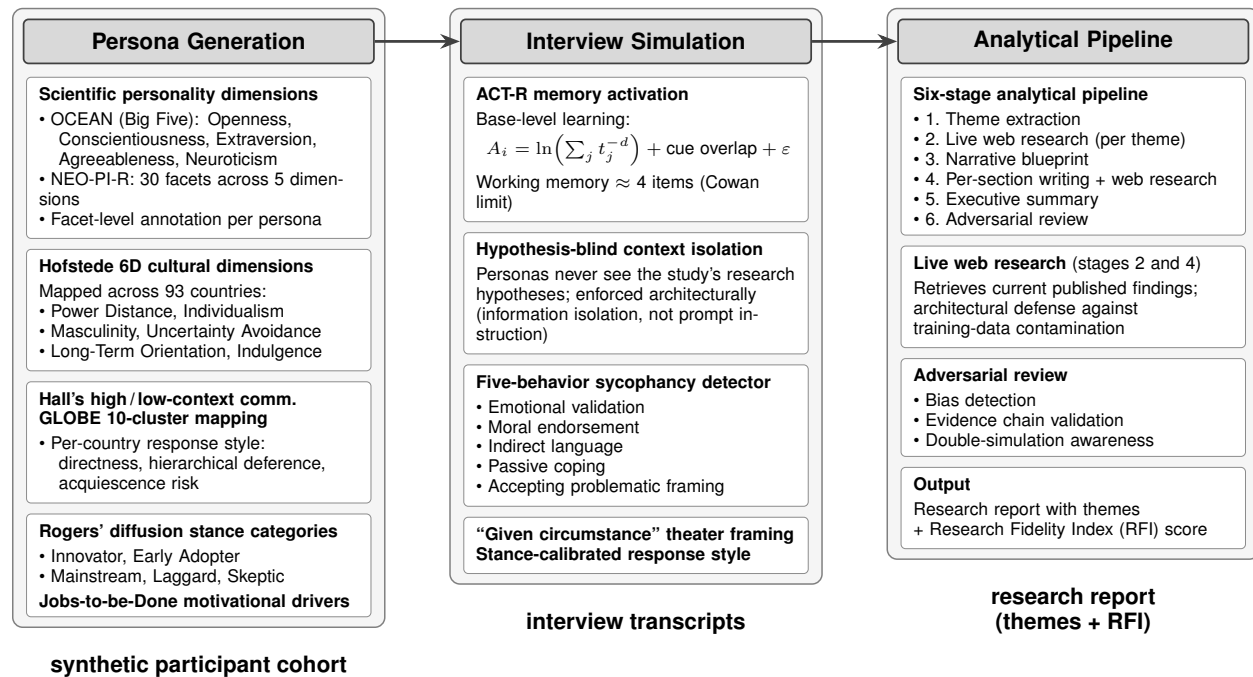 Persona Generation
Scientific personality dimensions
• OCEAN (Big Five): Openness,
Conscientiousness, Extraversion,
Agreeableness, Neuroticism
• NEO-PI-R: 30 facets across 5 dimen-
sions
• Facet-level annotation per persona
Hofstede 6D cultural dimensions
Mapped across 93 countries:
• Power Distance, Individualism
• Masculinity, Uncertainty Avoidance
• Long-Term Orientation, Indulgence
Hall's high / low-context comm.
GLOBE 10-cluster mapping
• Per-country response style:
directness, hierarchical deference,
acquiescence risk
Rogers' diffusion stance categories
• Innovator, Early Adopter
• Mainstream, Laggard, Skeptic
Jobs-to-be-Done motivational drivers
synthetic participant cohort
Interview Simulation
ACT-R memory activation
Base-level learning:
A_i = ln(∑_j t_j^{-d}) + cue overlap + ε
Working memory ≈ 4 items (Cowan
limit)
Hypothesis-blind context isolation
Personas never see the study's research
hypotheses; enforced architecturally
(information isolation, not prompt in-
struction)
Five-behavior sycophancy detector
• Emotional validation
• Moral endorsement
• Indirect language
• Passive coping
• Accepting problematic framing
"Given circumstance" theater framing
Stance-calibrated response style
interview transcripts
Analytical Pipeline
Six-stage analytical pipeline
• 1. Theme extraction
• 2. Live web research (per theme)
• 3. Narrative blueprint
• 4. Per-section writing + web research
• 5. Executive summary
• 6. Adversarial review
Live web research (stages 2 and 4)
Retrieves current published findings;
architectural defense against
training-data contamination
Adversarial review
• Bias detection
• Evidence chain validation
• Double-simulation awareness
Output
Research report with themes
+ Research Fidelity Index (RFI) score
research report
(themes + RFI)